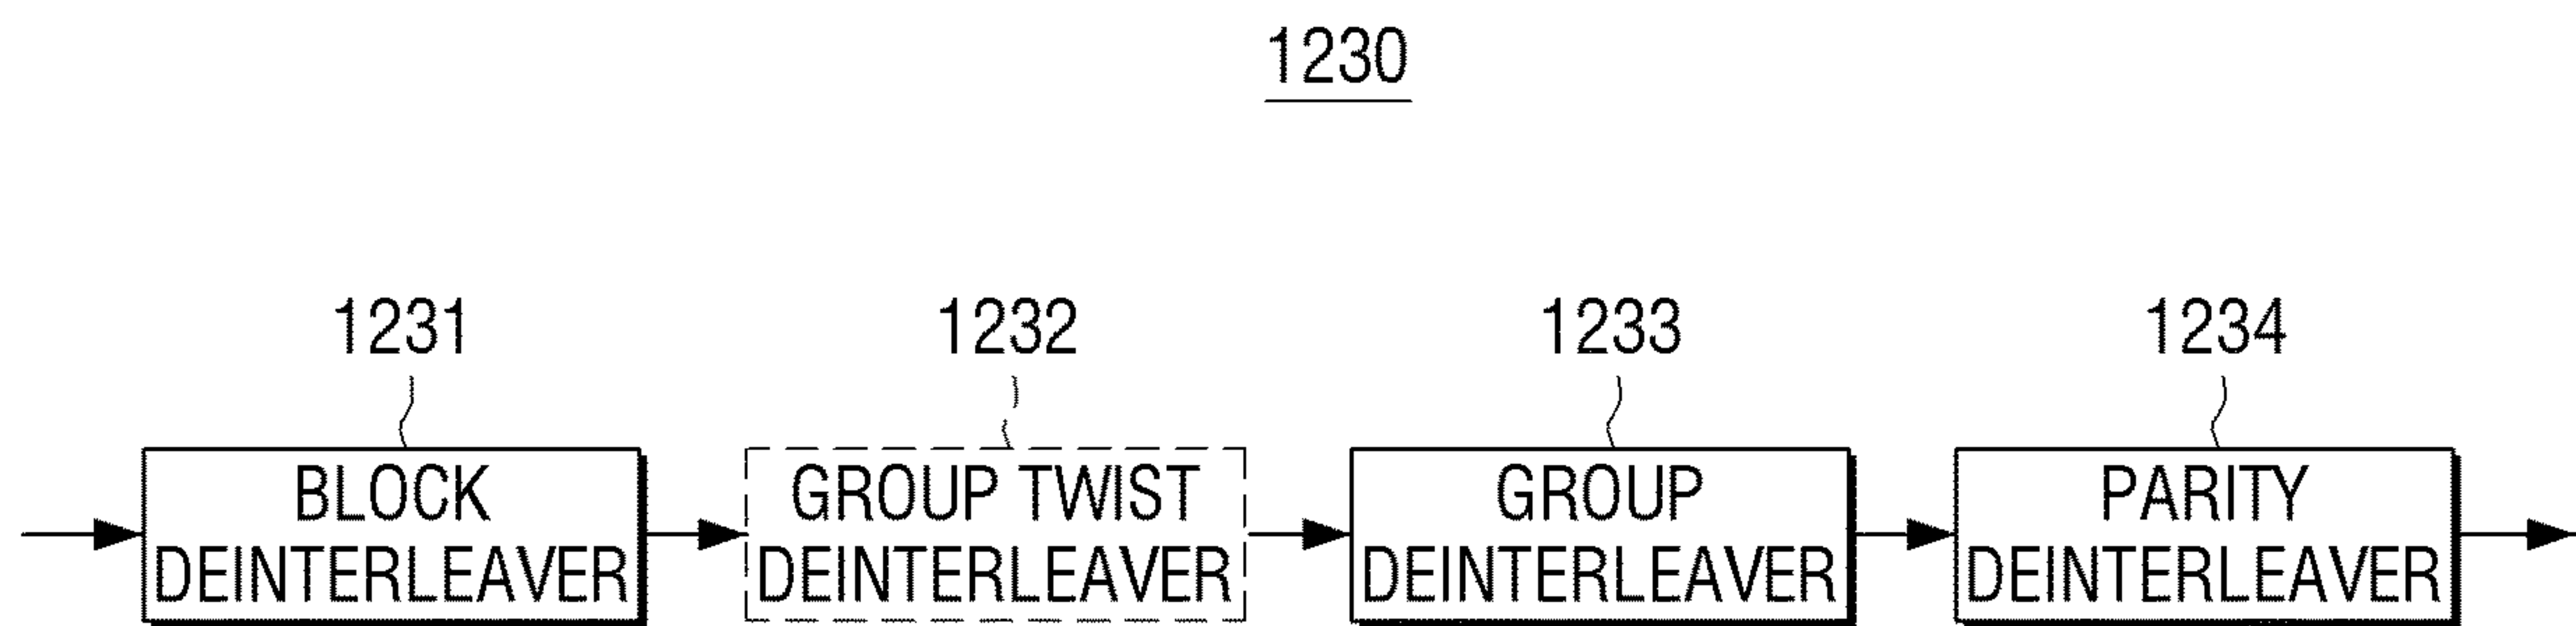 1230
1231 1232 1233 1234
BLOCK GROUP TWIST GROUP PARITY
DEINTERLEAVER DEINTERLEAVER DEINTERLEAVER DEINTERLEAVER